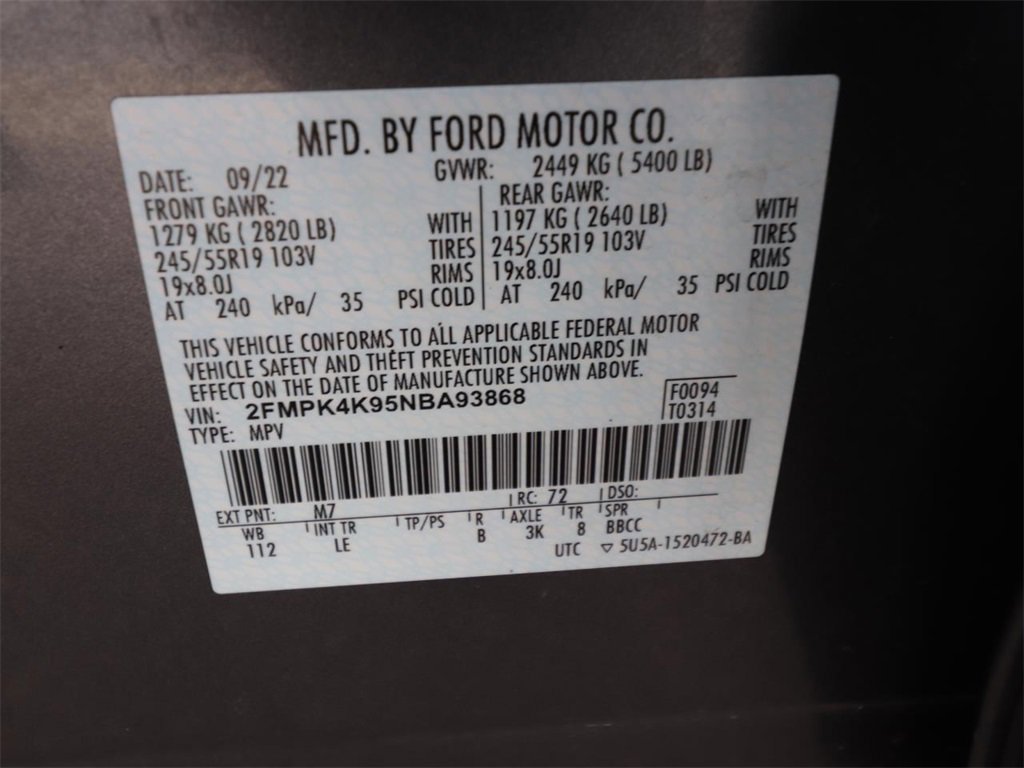 MFD. BY FORD MOTOR CO.
DATE: 09/22 GVWR: 2449 KG ( 5400 LB)
FRONT GAWR: REAR GAWR:
1279 KG ( 2820 LB) WITH 1197 KG ( 2640 LB) WITH
245/55R19 103V TIRES 245/55R19 103V TIRES
19x8.0J RIMS 19x8.0J RIMS
AT 240 kPa/ 35 PSI COLD AT 240 kPa/ 35 PSI COLD
THIS VEHICLE CONFORMS TO ALL APPLICABLE FEDERAL MOTOR
VEHICLE SAFETY AND THEFT PREVENTION STANDARDS IN
EFFECT ON THE DATE OF MANUFACTURE SHOWN ABOVE.
VIN: 2FMPK4K95NBA93868 F0094
TYPE: MPV T0314
EXT PNT: M7 RC: 72 DSO:
WB INT TR TP/PS R AXLE TR SPR
112 LE B 3K 8 BBCC
UTC ▽ 5U5A-1520472-BA